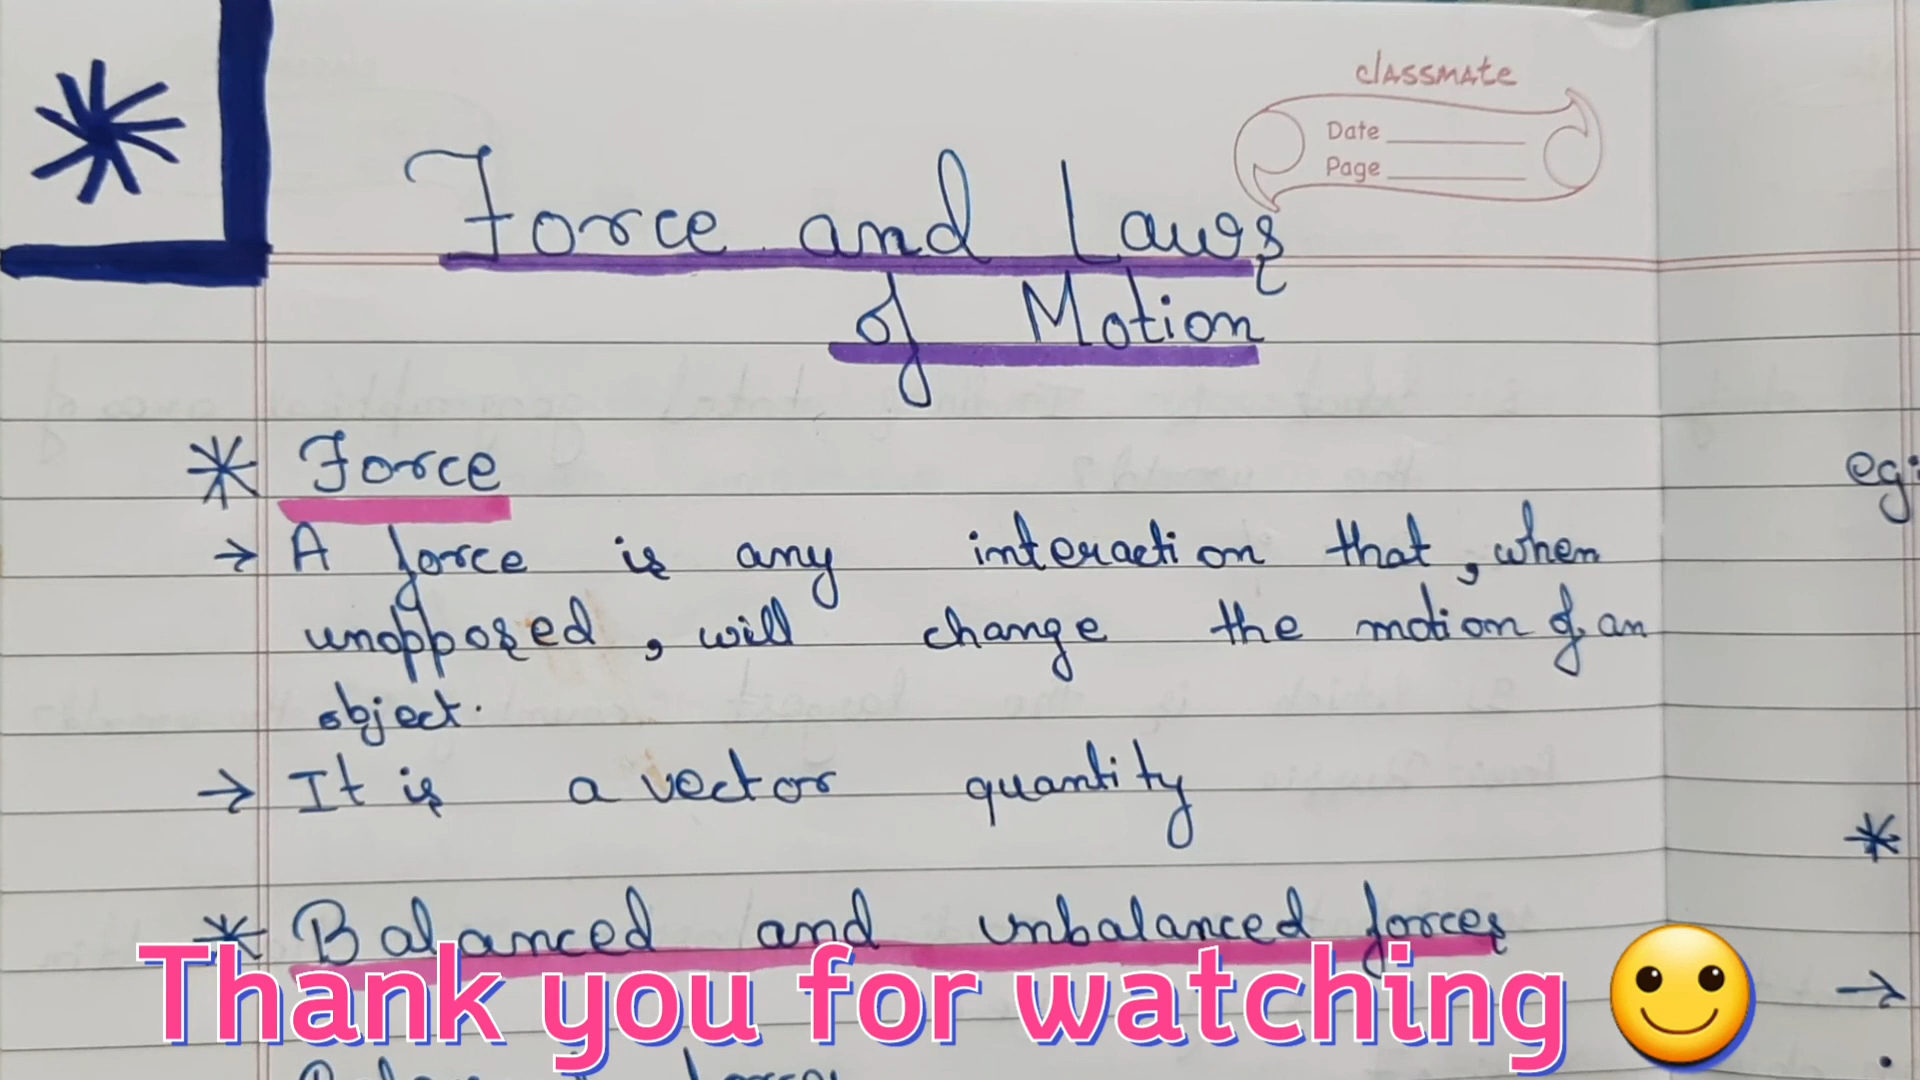 classmate
Date
Page
Force and Laws
of Motion
* Force
→ A force is any interaction that, when
unopposed, will change the motion of an
object.
→ It is a vector quantity
* Balanced and unbalanced forces
Thank you for watching 🙂
eg:
*
→